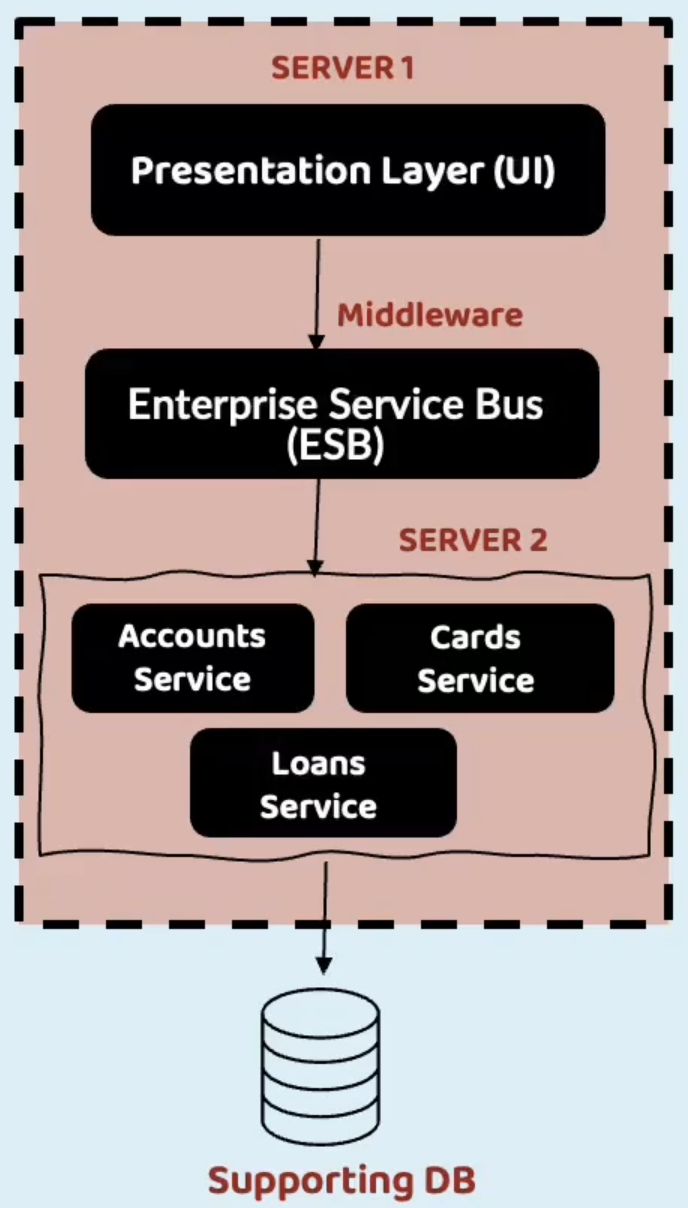 SERVER 1
Presentation Layer (UI)
Middleware
Enterprise Service Bus
(ESB)
SERVER 2
Accounts
Service
Cards
Service
Loans
Service
Supporting DB